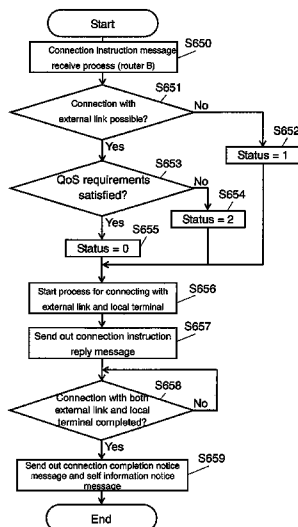 Start
S650
Connection instruction message
receive process (router B)
S651
Connection with
external link possible?
No
S652
Status = 1
Yes
S653
QoS requirements
satisfied?
No
S654
Status = 2
Yes
S655
Status = 0
S656
Start process for connecting with
external link and local terminal
S657
Send out connection instruction
reply message
S658
Connection with both
external link and local
terminal completed?
No
Yes
S659
Send out connection completion notice
message and self information notice
message
End